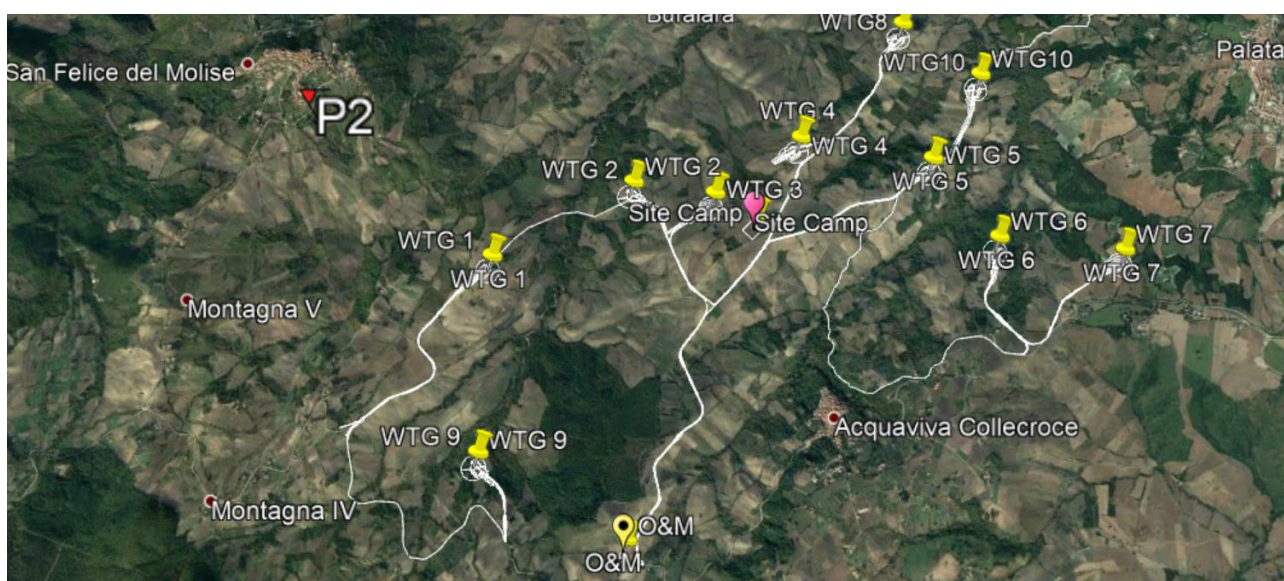 Bufalara
WTG8
San Felice del Molise
WTG10
WTG10
Palata
P2
WTG 4
WTG 4
WTG 2
WTG 2
WTG 5
WTG 5
WTG 3
Site Camp
Site Camp
WTG 1
WTG 1
WTG 6
WTG 6
WTG 7
WTG 7
Montagna V
Acquaviva Collecroce
WTG 9
WTG 9
Montagna IV
O&M
O&M